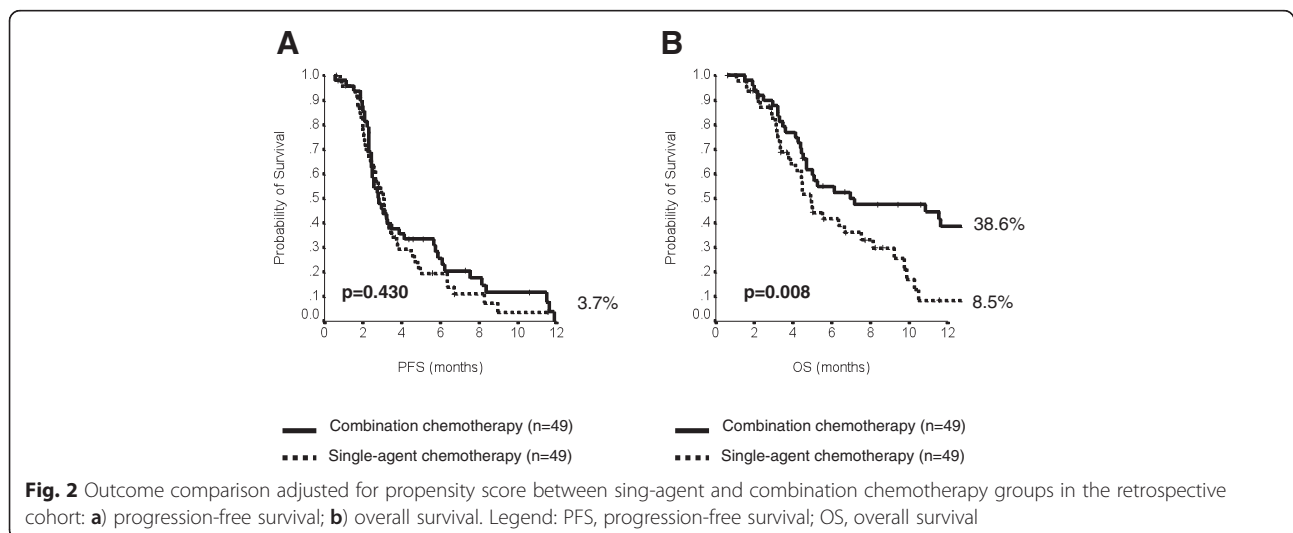 A
1.0
.9
.8
.7
.6
.5
.4
.3
.2
.1
0.0
Probability of Survival
p=0.430
3.7%
0 2 4 6 8 10 12
PFS (months)
Combination chemotherapy (n=49)
Single-agent chemotherapy (n=49)
B
1.0
.9
.8
.7
.6
.5
.4
.3
.2
.1
0.0
Probability of Survival
p=0.008
38.6%
8.5%
0 2 4 6 8 10 12
OS (months)
Combination chemotherapy (n=49)
Single-agent chemotherapy (n=49)
Fig. 2 Outcome comparison adjusted for propensity score between sing-agent and combination chemotherapy groups in the retrospective
cohort: a) progression-free survival; b) overall survival. Legend: PFS, progression-free survival; OS, overall survival